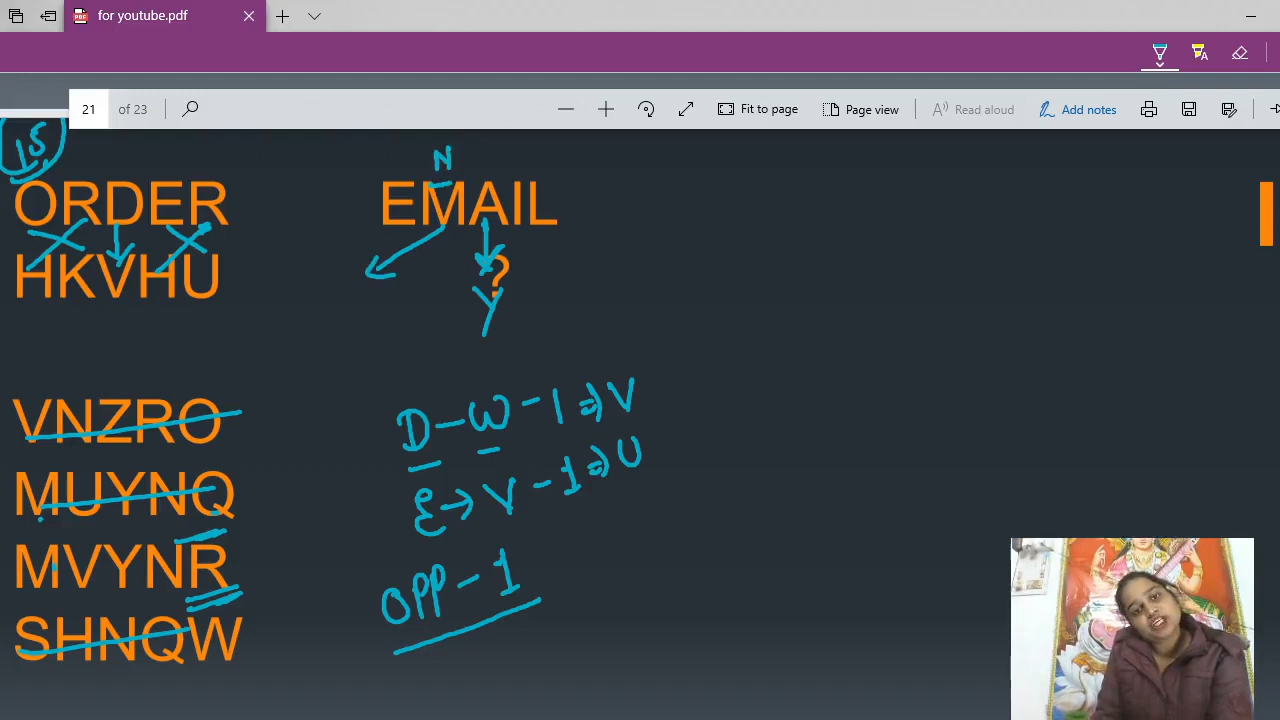 for youtube.pdf
21 of 23
Fit to page
Page view
Read aloud
Add notes
15
N
ORDER EMAIL
HKVHU ?
Y
VNZRO
D-W-1⇒V
MUYNQ
E→V-1⇒U
MVYNR
OPP-1
SHNQW